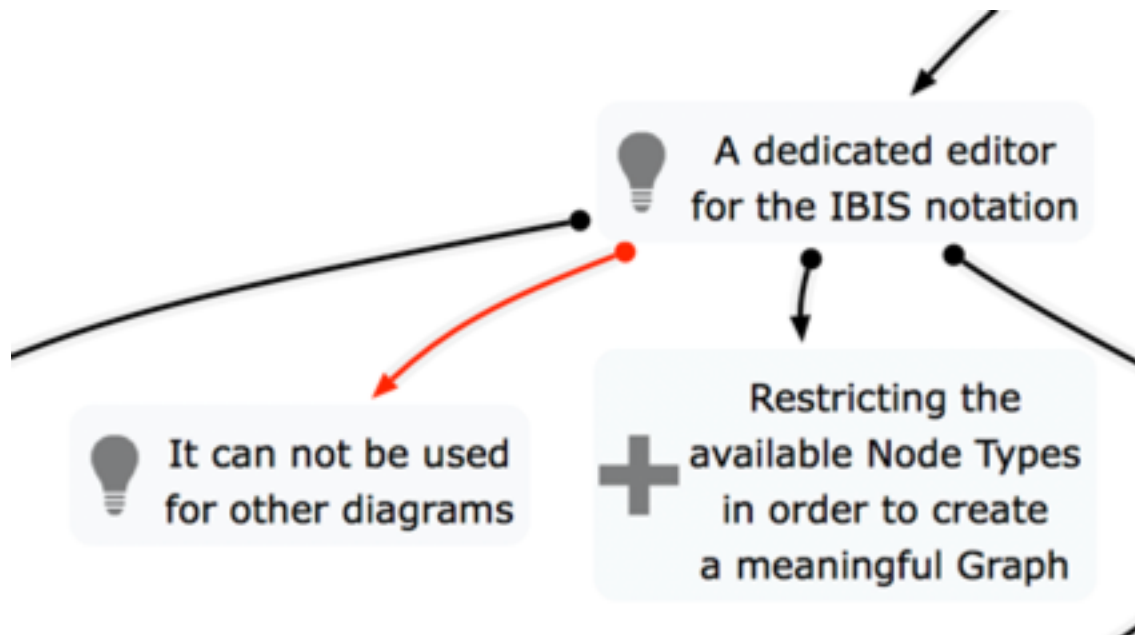 A dedicated editor
for the IBIS notation
It can not be used
for other diagrams
Restricting the
available Node Types
in order to create
a meaningful Graph